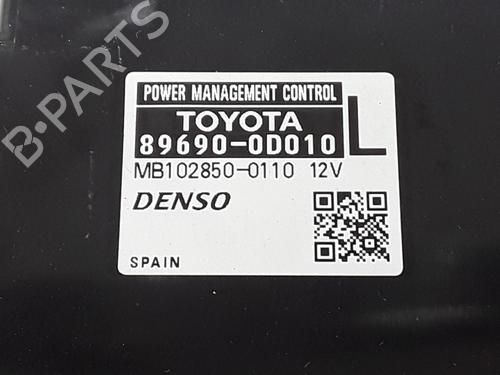 B-PARTS
POWER MANAGEMENT CONTROL
TOYOTA
89690-0D010 L
MB102850-0110 12V
DENSO
SPAIN